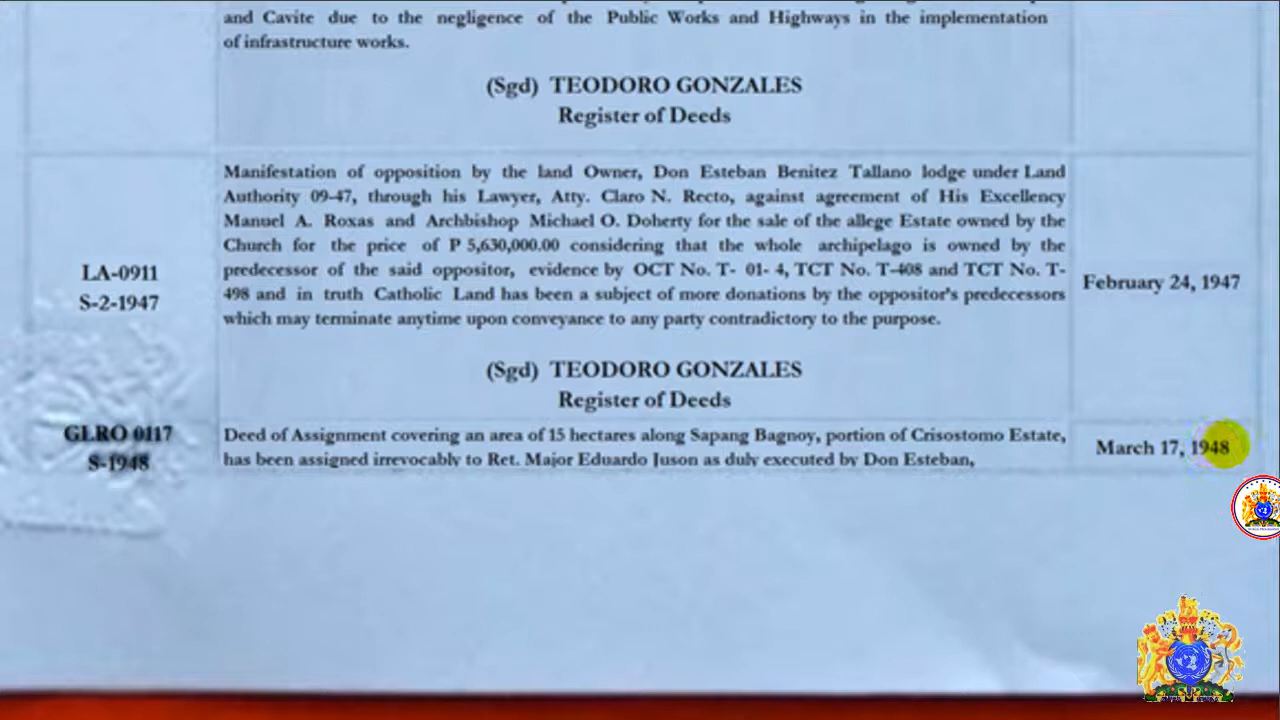 and Cavite due to the negligence of the Public Works and Highways in the implementation
of infrastructure works.
(Sgd) TEODORO GONZALES
Register of Deeds
LA-0911
S-2-1947
Manifestation of opposition by the land Owner, Don Esteban Benitez Tallano lodge under Land
Authority 09-47, through his Lawyer, Atty. Claro N. Recto, against agreement of His Excellency
Manuel A. Roxas and Archbishop Michael O. Doherty for the sale of the allege Estate owned by the
Church for the price of P 5,630,000.00 considering that the whole archipelago is owned by the
predecessor of the said oppositor, evidence by OCT No. T- 01- 4, TCT No. T-408 and TCT No. T-
498 and in truth Catholic Land has been a subject of more donations by the oppositor's predecessors
which may terminate anytime upon conveyance to any party contradictory to the purpose.
February 24, 1947
(Sgd) TEODORO GONZALES
Register of Deeds
GLRO 0117
S-1948
Deed of Assignment covering an area of 15 hectares along Sapang Bagnoy, portion of Crisostomo Estate,
has been assigned irrevocably to Ret. Major Eduardo Juson as duly executed by Don Esteban,
March 17, 1948